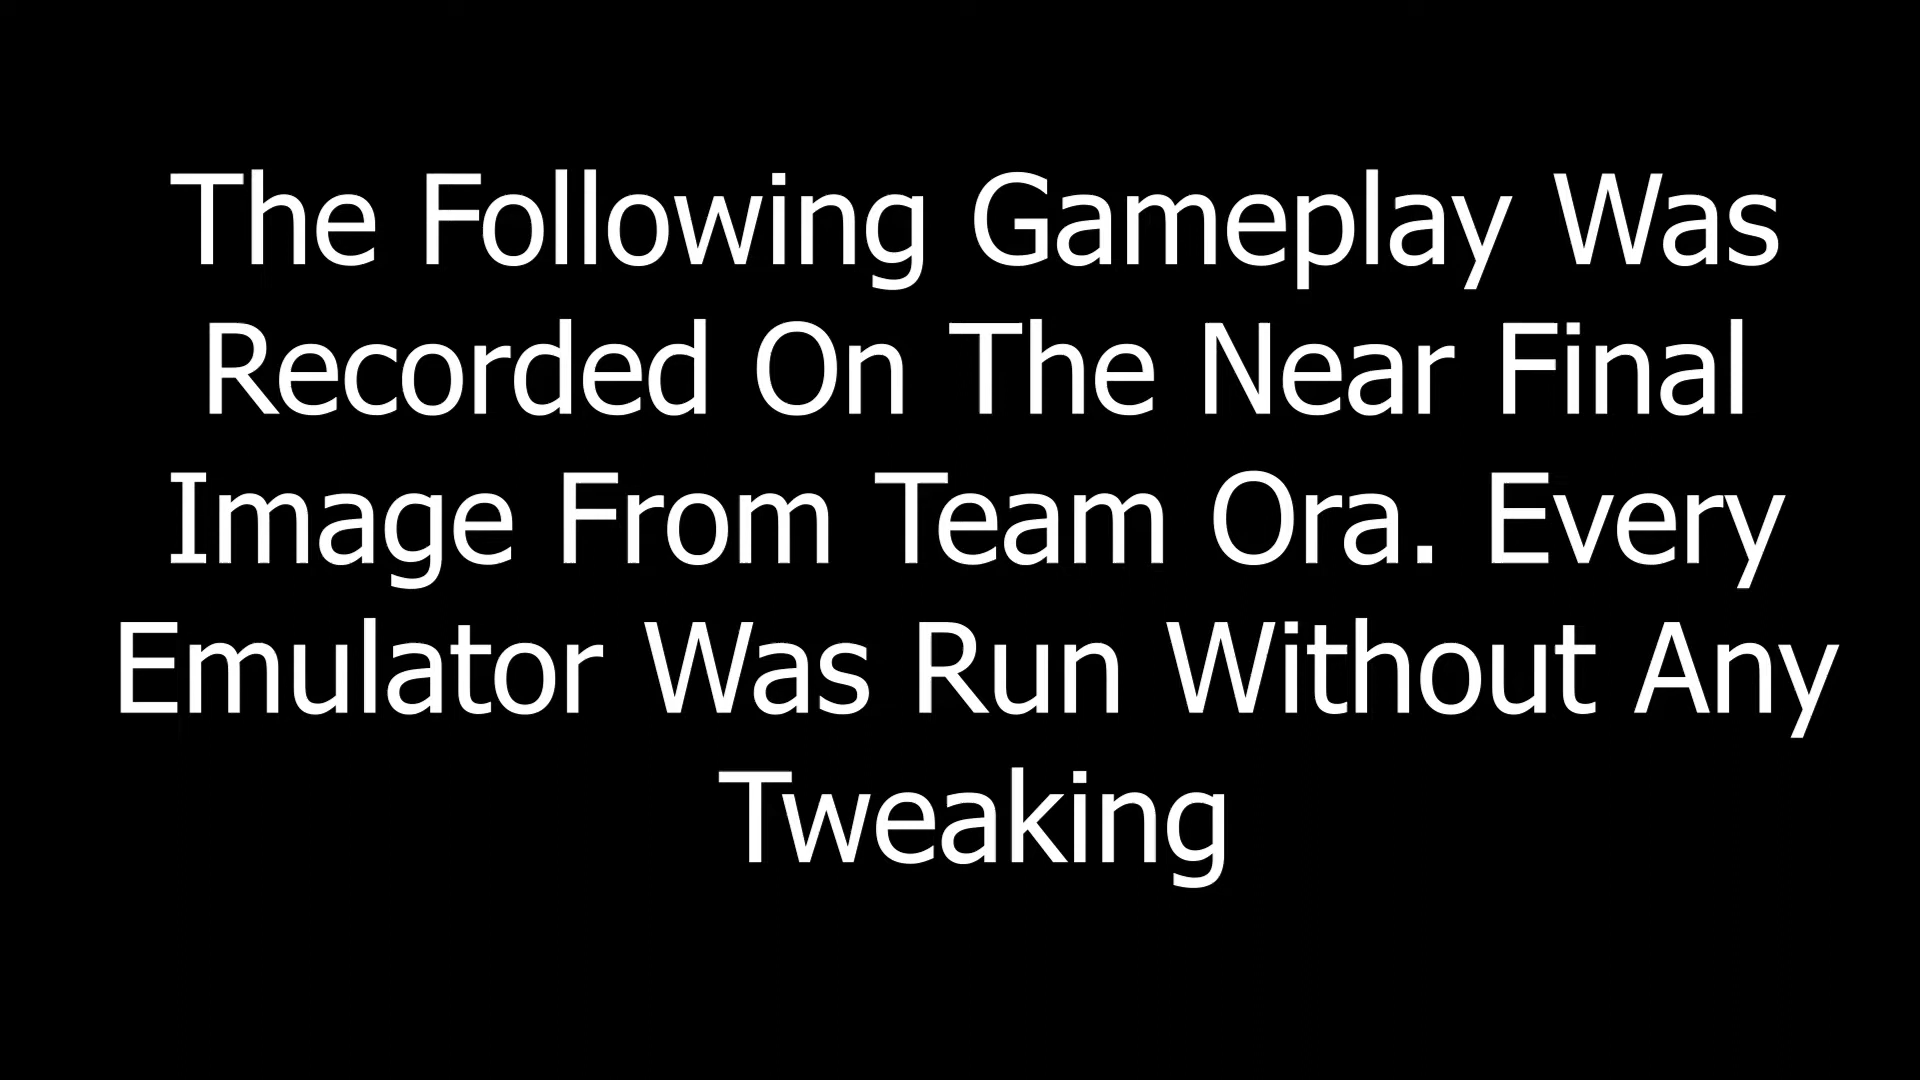 The Following Gameplay Was
Recorded On The Near Final
Image From Team Ora. Every
Emulator Was Run Without Any
Tweaking